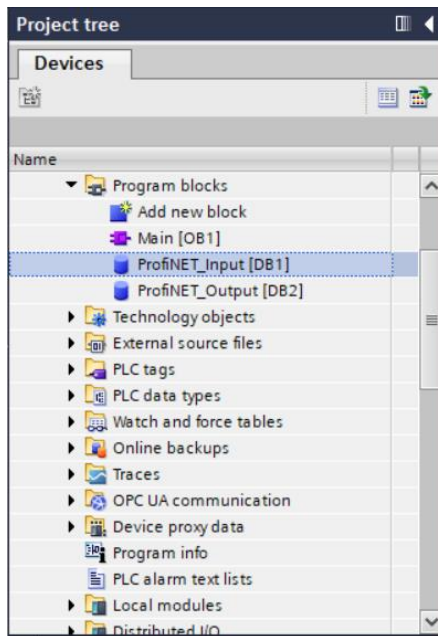 Project tree
Devices
Name
Program blocks
Add new block
Main [OB1]
ProfiNET_Input [DB1]
ProfiNET_Output [DB2]
Technology objects
External source files
PLC tags
PLC data types
Watch and force tables
Online backups
Traces
OPC UA communication
Device proxy data
Program info
PLC alarm text lists
Local modules
Distributed I/O